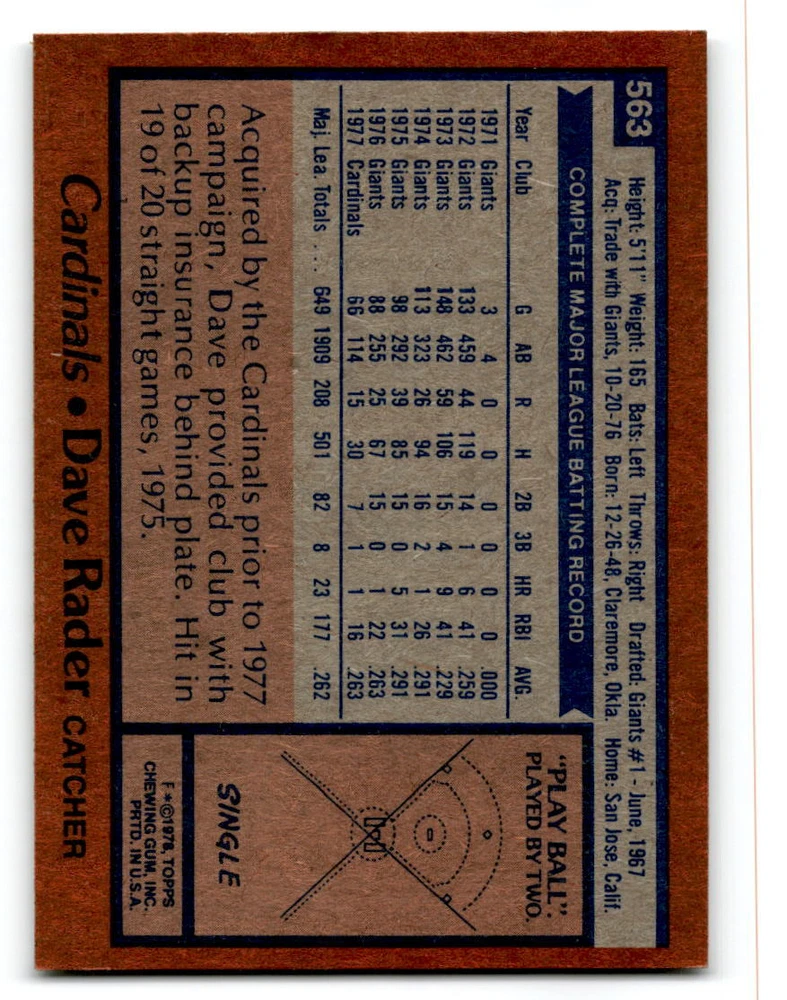 563
Height: 5'11" Weight: 165 Bats: Left Throws: Right Drafted: Giants #1 - June, 1967
Acq: Trade with Giants, 10-20-76 Born: 12-26-48, Claremore, Okla. Home: San Jose, Calif.
COMPLETE MAJOR LEAGUE BATTING RECORD
Year Club G AB R H 2B 3B HR RBI AVG.
1971 Giants 3 4 0 0 0 0 0 0 .000
1972 Giants 133 459 44 119 14 1 6 41 .259
1973 Giants 148 462 59 106 15 4 9 41 .229
1974 Giants 113 323 26 94 16 2 1 26 .291
1975 Giants 98 292 39 85 15 0 5 31 .291
1976 Giants 88 255 25 67 15 0 1 22 .263
1977 Cardinals 66 114 15 30 7 1 1 16 .263
Maj. Lea. Totals . . . 649 1909 208 501 82 8 23 177 .262
Acquired by the Cardinals prior to 1977
campaign, Dave provided club with
backup insurance behind plate. Hit in
19 of 20 straight games, 1975.
"PLAY BALL".
PLAYED BY TWO.
SINGLE
F*©1978, TOPPS
CHEWING GUM, INC.
PRTD. IN U.S.A.
Cardinals • Dave Rader CATCHER